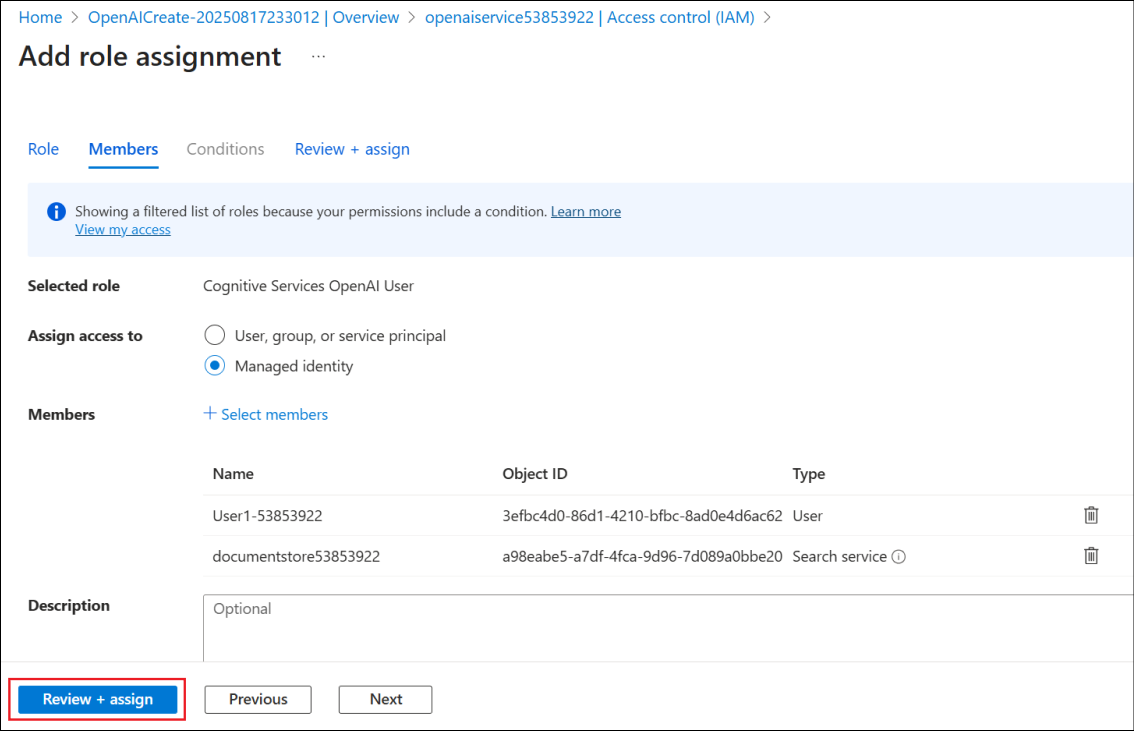 Home > OpenAICreate-20250817233012 | Overview > openaiservice53853922 | Access control (IAM) >
Add role assignment ...
Role Members Conditions Review + assign
Showing a filtered list of roles because your permissions include a condition. Learn more
View my access
Selected role Cognitive Services OpenAI User
Assign access to User, group, or service principal
Managed identity
Members + Select members
Name Object ID Type
User1-53853922 3efbc4d0-86d1-4210-bfbc-8ad0e4d6ac62 User
documentstore53853922 a98eabe5-a7df-4fca-9d96-7d089a0bbe20 Search service
Description Optional
Review + assign Previous Next